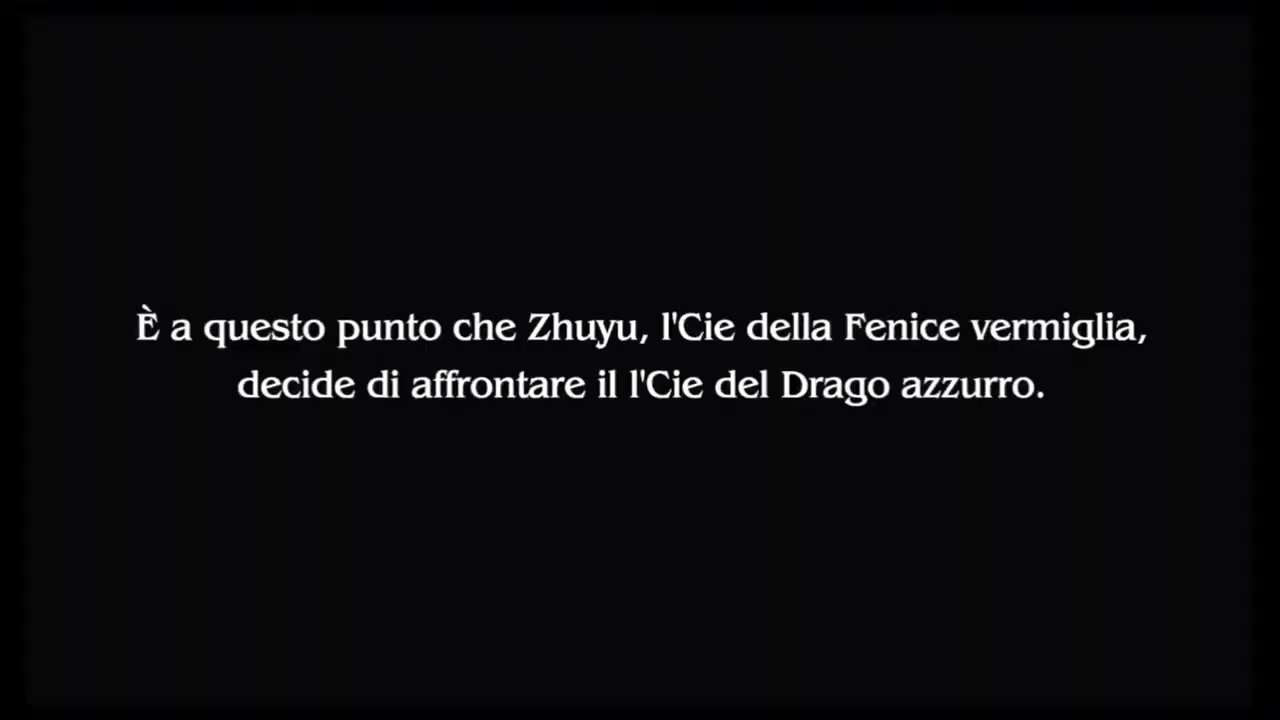 È a questo punto che Zhuyu, l'Cie della Fenice vermiglia,
decide di affrontare il l'Cie del Drago azzurro.